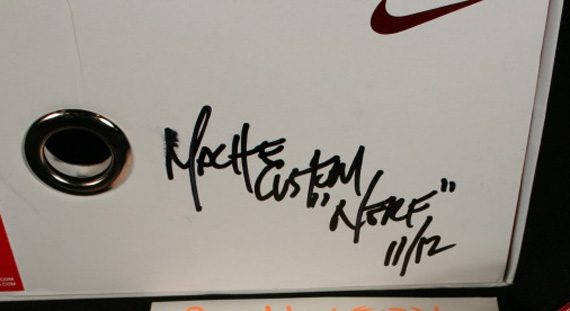 MACHE
CUSTOM
"NERF"
11/12